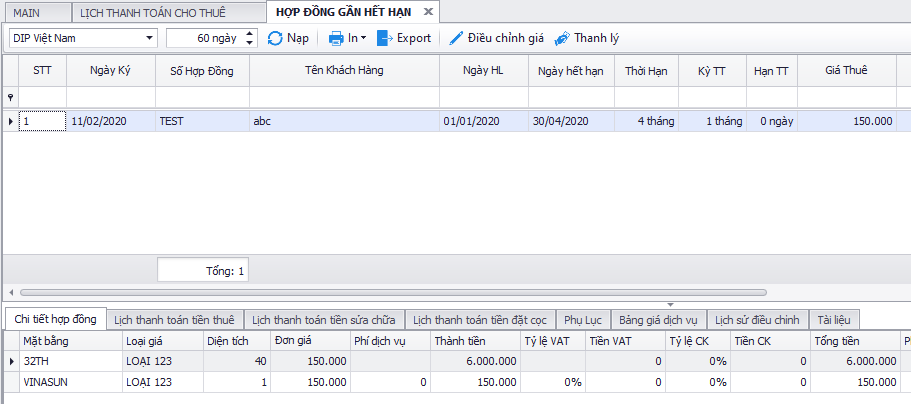 MAIN LỊCH THANH TOÁN CHO THUÊ HỢP ĐỒNG GẦN HẾT HẠN
DIP Việt Nam 60 ngày Nạp In Export Điều chỉnh giá Thanh lý
STT Ngày Ký Số Hợp Đồng Tên Khách Hàng Ngày HL Ngày hết hạn Thời Hạn Kỳ TT Hạn TT Giá Thuê
1 11/02/2020 TEST abc 01/01/2020 30/04/2020 4 tháng 1 tháng 0 ngày 150.000
Tổng: 1
Chi tiết hợp đồng Lịch thanh toán tiền thuê Lịch thanh toán tiền sửa chữa Lịch thanh toán tiền đặt cọc Phụ Lục Bảng giá dịch vụ Lịch sử điều chỉnh Tài liệu
Mặt bằng Loại giá Diện tích Đơn giá Phí dịch vụ Thành tiền Tỷ lệ VAT Tiền VAT Tỷ lệ CK Tiền CK Tổng tiền
32TH LOẠI 123 40 150.000 6.000.000 0 0% 0 6.000.000
VINASUN LOẠI 123 1 150.000 0 150.000 0% 0 0% 0 150.000